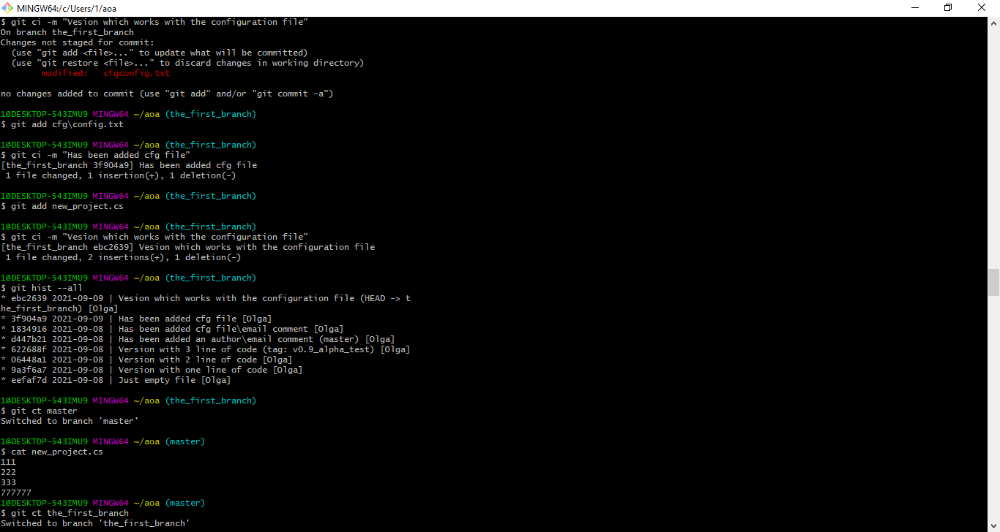 MINGW64:/c/Users/1/aoa
$ git ci -m "Vesion which works with the configuration file"
On branch the_first_branch
Changes not staged for commit:
  (use "git add <file>..." to update what will be committed)
  (use "git restore <file>..." to discard changes in working directory)
        modified:   cfgconfig.txt

no changes added to commit (use "git add" and/or "git commit -a")

1@DESKTOP-543IMU9 MINGW64 ~/aoa (the_first_branch)
$ git add cfg\config.txt

1@DESKTOP-543IMU9 MINGW64 ~/aoa (the_first_branch)
$ git ci -m "Has been added cfg file"
[the_first_branch 3f904a9] Has been added cfg file
 1 file changed, 1 insertion(+), 1 deletion(-)

1@DESKTOP-543IMU9 MINGW64 ~/aoa (the_first_branch)
$ git add new_project.cs

1@DESKTOP-543IMU9 MINGW64 ~/aoa (the_first_branch)
$ git ci -m "Vesion which works with the configuration file"
[the_first_branch ebc2639] Vesion which works with the configuration file
 1 file changed, 2 insertions(+), 1 deletion(-)

1@DESKTOP-543IMU9 MINGW64 ~/aoa (the_first_branch)
$ git hist --all
* ebc2639 2021-09-09 | Vesion which works with the configuration file (HEAD -> t
he_first_branch) [Olga]
* 3f904a9 2021-09-09 | Has been added cfg file [Olga]
* 1834916 2021-09-08 | Has been added cfg file\email comment [Olga]
* d447b21 2021-09-08 | Has been added an author\email comment (master) [Olga]
* 622688f 2021-09-08 | Version with 3 line of code (tag: v0.9_alpha_test) [Olga]
* 06448a1 2021-09-08 | Version with 2 line of code [Olga]
* 9a3f6a7 2021-09-08 | Version with one line of code [Olga]
* eefaf7d 2021-09-08 | Just empty file [Olga]

1@DESKTOP-543IMU9 MINGW64 ~/aoa (the_first_branch)
$ git ct master
Switched to branch 'master'

1@DESKTOP-543IMU9 MINGW64 ~/aoa (master)
$ cat new_project.cs
111
222
333
777777
1@DESKTOP-543IMU9 MINGW64 ~/aoa (master)
$ git ct the_first_branch
Switched to branch 'the_first_branch'